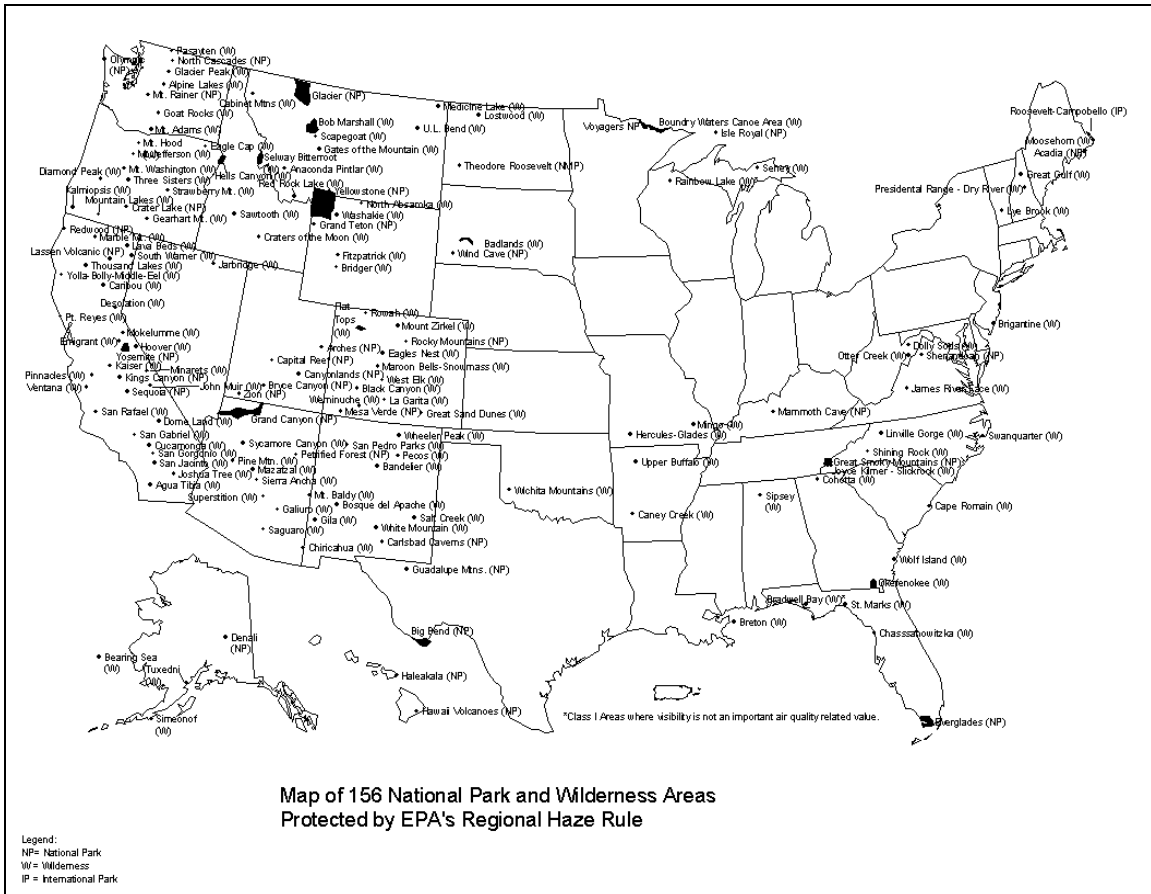 Pasayten (W)
North Cascades (NP)
Olympic
(NP)
Glacier Peak (W)
Alpine Lakes (W)
Mt. Rainer (NP)
Goat Rocks (W)
Mt. Adams (W)
Cabinet Mtns (W)
Glacier (NP)
Medicine Lake (W)
Lostwood (W)
Bob Marshall (W)
U.L. Bend (W)
Scapegoat (W)
Gates of the Mountain (W)
Voyagers NP
Boundry Waters Canoe Area (W)
Isle Royal (NP)
Roosevelt-Campobello (IP)
Moosehorn (W)
Acadia (NP)
Mt. Hood
Eagle Cap (W)
Selway Bitterroot
(W)
Anaconda Pintlar (W)
Theodore Roosevelt (NMP)
Seney (W)
Rainbow Lake (W)
Great Gulf (W)
Presidental Range - Dry River (W)
Lye Brook (W)
Diamond Peak (W)
Mt. Washington (W)
Hells Canyon (W)
Three Sisters (W)
Red Rock Lake (W)
Yellowstone (NP)
Kalmiopsis (W)
Strawberry Mt. (W)
Mountain Lakes (W)
North Absarnka (W)
Crater Lake (NP)
Sawtooth (W)
Washakie (W)
Gearhart Mt. (W)
Grand Teton (NP)
Redwood (NP)
Marble Mt. (W)
Craters of the Moon (W)
Badlands (W)
Wind Cave (NP)
Lava Beds (W)
Lassen Volcanic (NP)
South Warner (W)
Fitzpatrick (W)
Thousand Lakes (W)
Jarbridge (W)
Bridger (W)
Yolla-Bolly-Middle-Eel (W)
Caribou (W)
Desolation (W)
Flat
Tops
(W)
Rowah (W)
Pt. Reyes (W)
Mount Zirkel (W)
Brigantine (W)
Mokelumme (W)
Emigrant (W)
Hoover (W)
Rocky Mountains (NP)
Arches (NP)
Eagles Nest (W)
Dolly Sods (W)
Otter Creek (W)
Shenandoah (NP)
Yosemite (NP)
Capital Reef (NP)
Kaiser (W)
Minarets (W)
Maroon Bells-Snowmass (W)
Canyonlands (NP)
Pinnacles (W)
Kings Canyon (NP)
West Elk (W)
Ventana (W)
John Muir (W)
Bryce Canyon (NP)
Black Canyon (W)
James River Face (W)
Sequoia (NP)
Zion (NP)
Weminuche (W)
La Garita (W)
San Rafael (W)
Mesa Verde (NP)
Great Sand Dunes (W)
Mammoth Cave (NP)
Dome Land (W)
Grand Canyon (NP)
Mingo (W)
San Gabriel (W)
Wheeler Peak (W)
Hercules-Glades (W)
Linville Gorge (W)
Swanquarter (W)
Cucamonga (W)
Sycamore Canyon (W)
San Pedro Parks (W)
San Gorgonio (W)
Petrified Forest (NP)
Pecos (W)
Shining Rock (W)
San Jacinto (W)
Pine Mtn. (W)
Bandelier (W)
Upper Buffalo (W)
Great Smoky Mountains (NP)
Mazatzal (W)
Joyce Kilmer - Slickrock (W)
Joshua Tree (W)
Sierra Ancha (W)
Cohotta (W)
Agua Tibia (W)
Superstition (W)
Mt. Baldy (W)
Wichita Mountains (W)
Sipsey
(W)
Bosque del Apache (W)
Cape Romain (W)
Galiuro (W)
Gila (W)
Salt Creek (W)
Caney Creek (W)
Saguaro (W)
White Mountain (W)
Carlsbad Caverns (NP)
Chiricahua (W)
Wolf Island (W)
Guadalupe Mtns. (NP)
Okefenokee (W)
Bradwell Bay (W)*
St. Marks (W)
Breton (W)
Denali
(NP)
Big Bend (NP)
Chasssahowitzka (W)
Bearing Sea
(W)
Tuxedni
(W)
Haleakala (NP)
Simeonof
(W)
Hawaii Volcanoes (NP)
*Class I Areas where visibility is not an important air quality related value.
Everglades (NP)
Map of 156 National Park and Wilderness Areas
Protected by EPA's Regional Haze Rule
Legend:
NP= National Park
W = Wilderness
IP = International Park